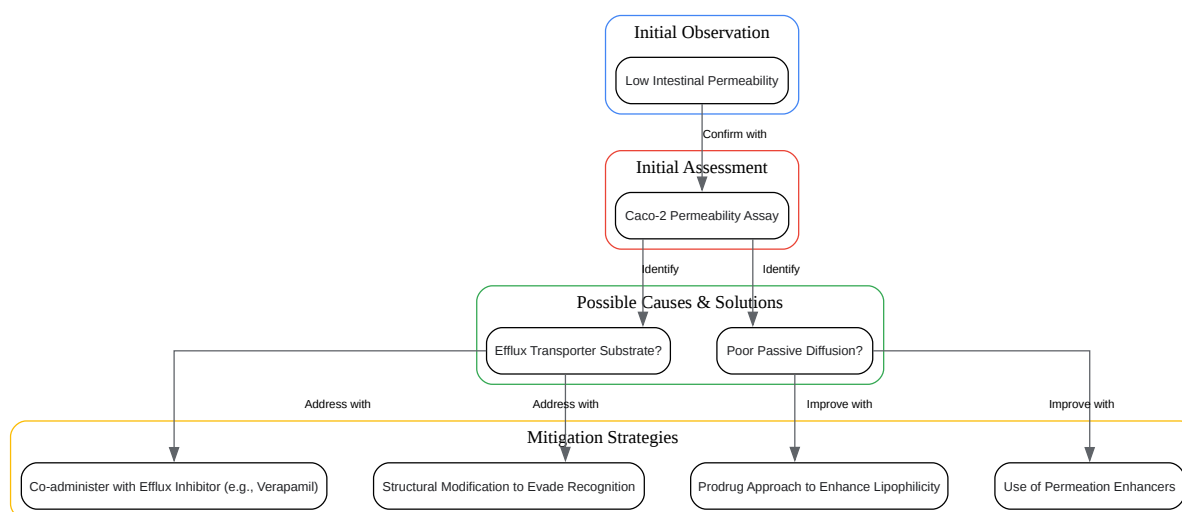 Initial Observation
Low Intestinal Permeability
Confirm with
Initial Assessment
Caco-2 Permeability Assay
Identify
Identify
Possible Causes & Solutions
Efflux Transporter Substrate?
Poor Passive Diffusion?
Address with
Address with
Improve with
Improve with
Mitigation Strategies
Co-administer with Efflux Inhibitor (e.g., Verapamil)
Structural Modification to Evade Recognition
Prodrug Approach to Enhance Lipophilicity
Use of Permeation Enhancers